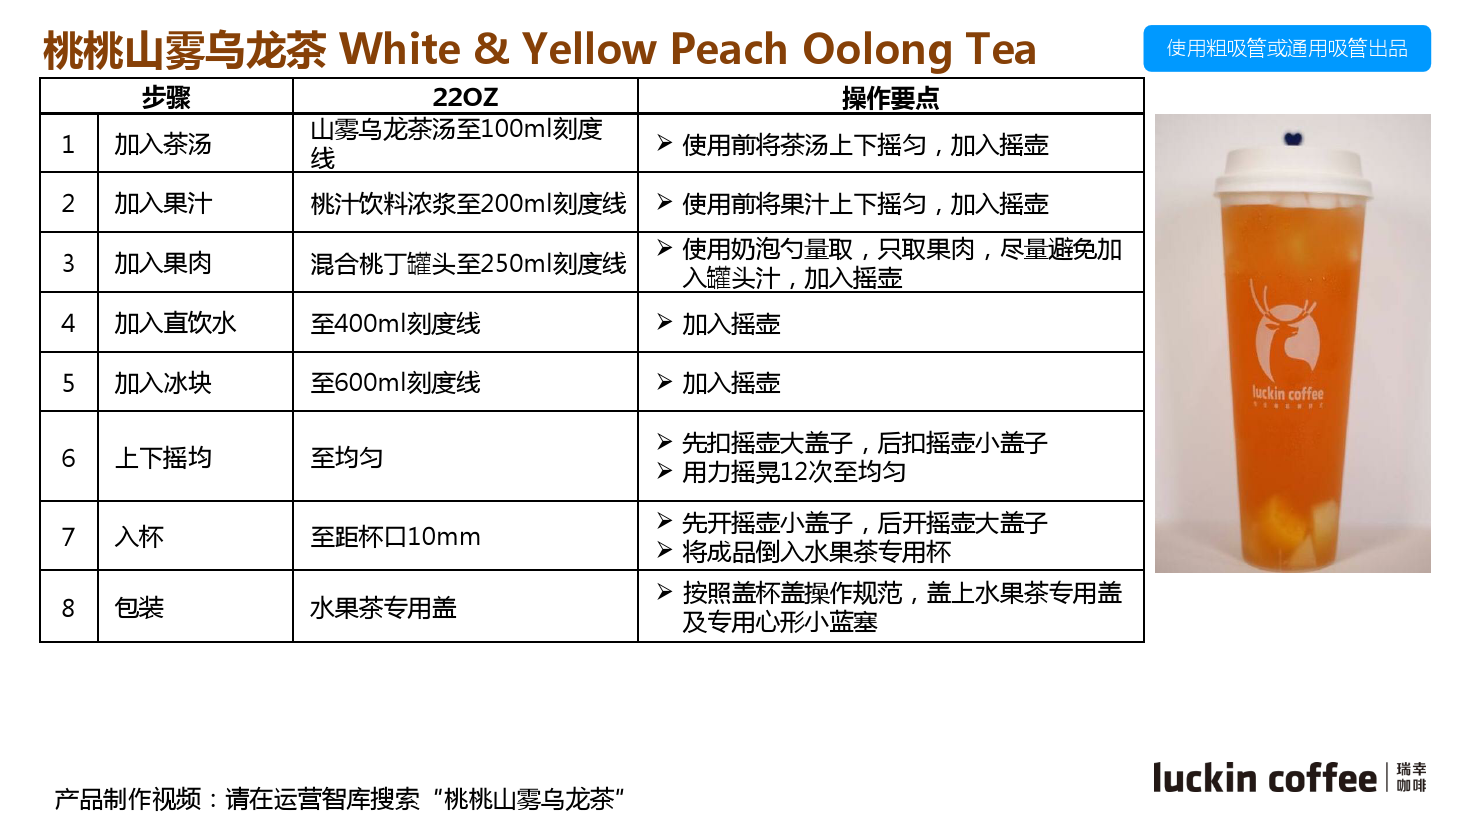 桃桃山雾乌龙茶 White & Yellow Peach Oolong Tea
使用粗吸管或通用吸管出品
步骤 22OZ 操作要点
1 加入茶汤 山雾乌龙茶汤至100ml刻度
线
➢ 使用前将茶汤上下摇匀，加入摇壶
2 加入果汁 桃汁饮料浓浆至200ml刻度线 ➢ 使用前将果汁上下摇匀，加入摇壶
3 加入果肉 混合桃丁罐头至250ml刻度线 ➢ 使用奶泡勺量取，只取果肉，尽量避免加
入罐头汁，加入摇壶
4 加入直饮水 至400ml刻度线 ➢ 加入摇壶
5 加入冰块 至600ml刻度线 ➢ 加入摇壶
6 上下摇均 至均匀 ➢ 先扣摇壶大盖子，后扣摇壶小盖子
➢ 用力摇晃12次至均匀
7 入杯 至距杯口10mm ➢ 先开摇壶小盖子，后开摇壶大盖子
➢ 将成品倒入水果茶专用杯
8 包装 水果茶专用盖 ➢ 按照盖杯盖操作规范，盖上水果茶专用盖
及专用心形小蓝塞
luckin coffee
产品制作视频：请在运营智库搜索“桃桃山雾乌龙茶”
luckin coffee 瑞幸
咖啡